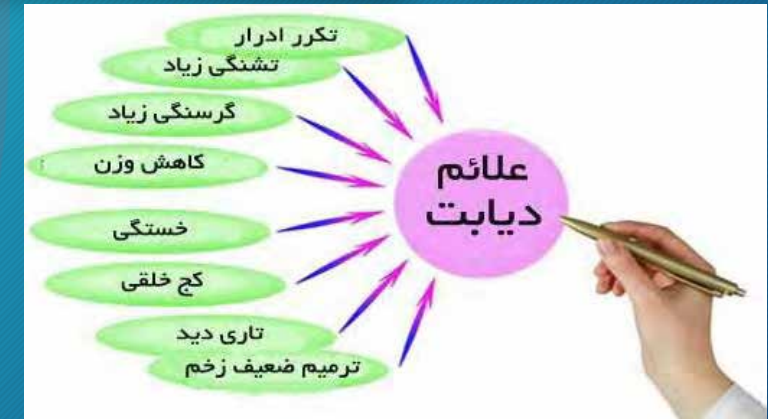 تکرر ادرار
تشنگی زیاد
گرسنگی زیاد
کاهش وزن
خستگی
کج خلقی
تاری دید
ترمیم ضعیف زخم
علائم
دیابت